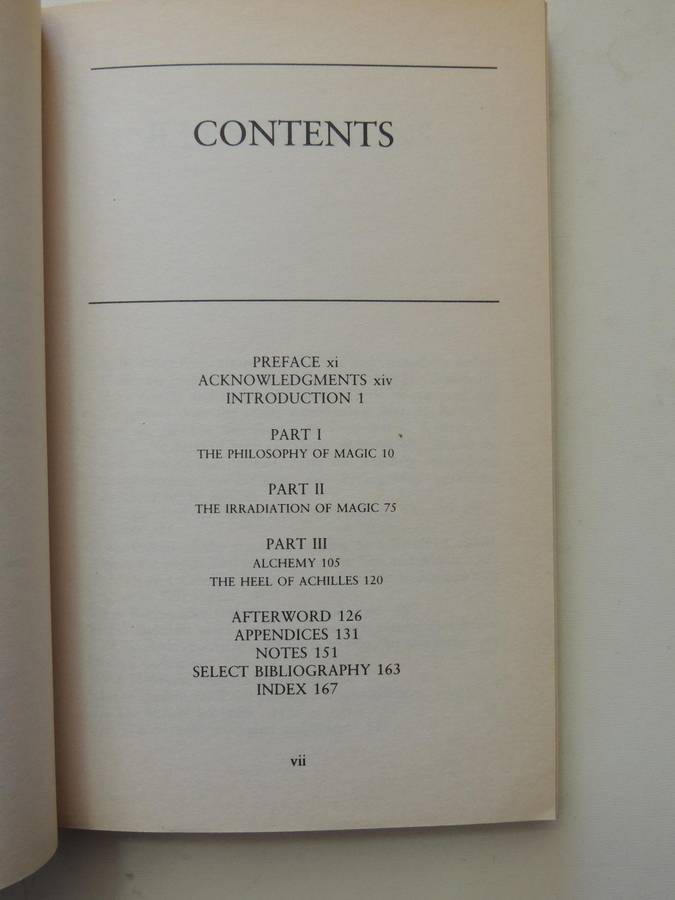 CONTENTS
PREFACE xi
ACKNOWLEDGMENTS xiv
INTRODUCTION 1
PART I
THE PHILOSOPHY OF MAGIC 10
PART II
THE IRRADIATION OF MAGIC 75
PART III
ALCHEMY 105
THE HEEL OF ACHILLES 120
AFTERWORD 126
APPENDICES 131
NOTES 151
SELECT BIBLIOGRAPHY 163
INDEX 167
vii